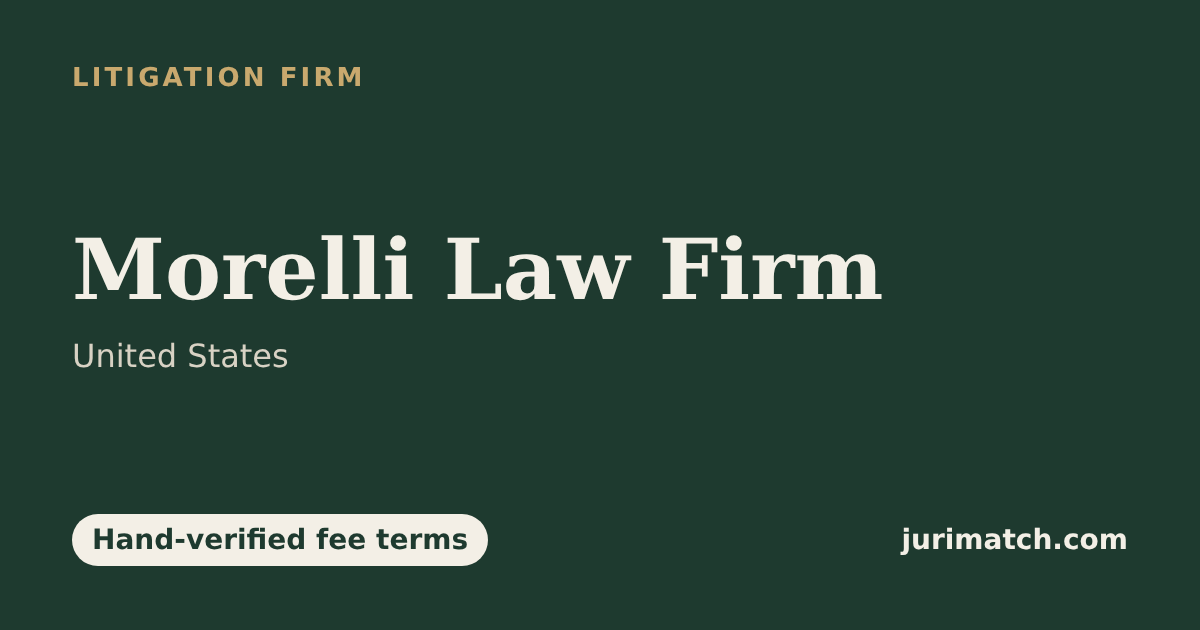 LITIGATION FIRM
Morelli Law Firm
United States
Hand-verified fee terms
jurimatch.com